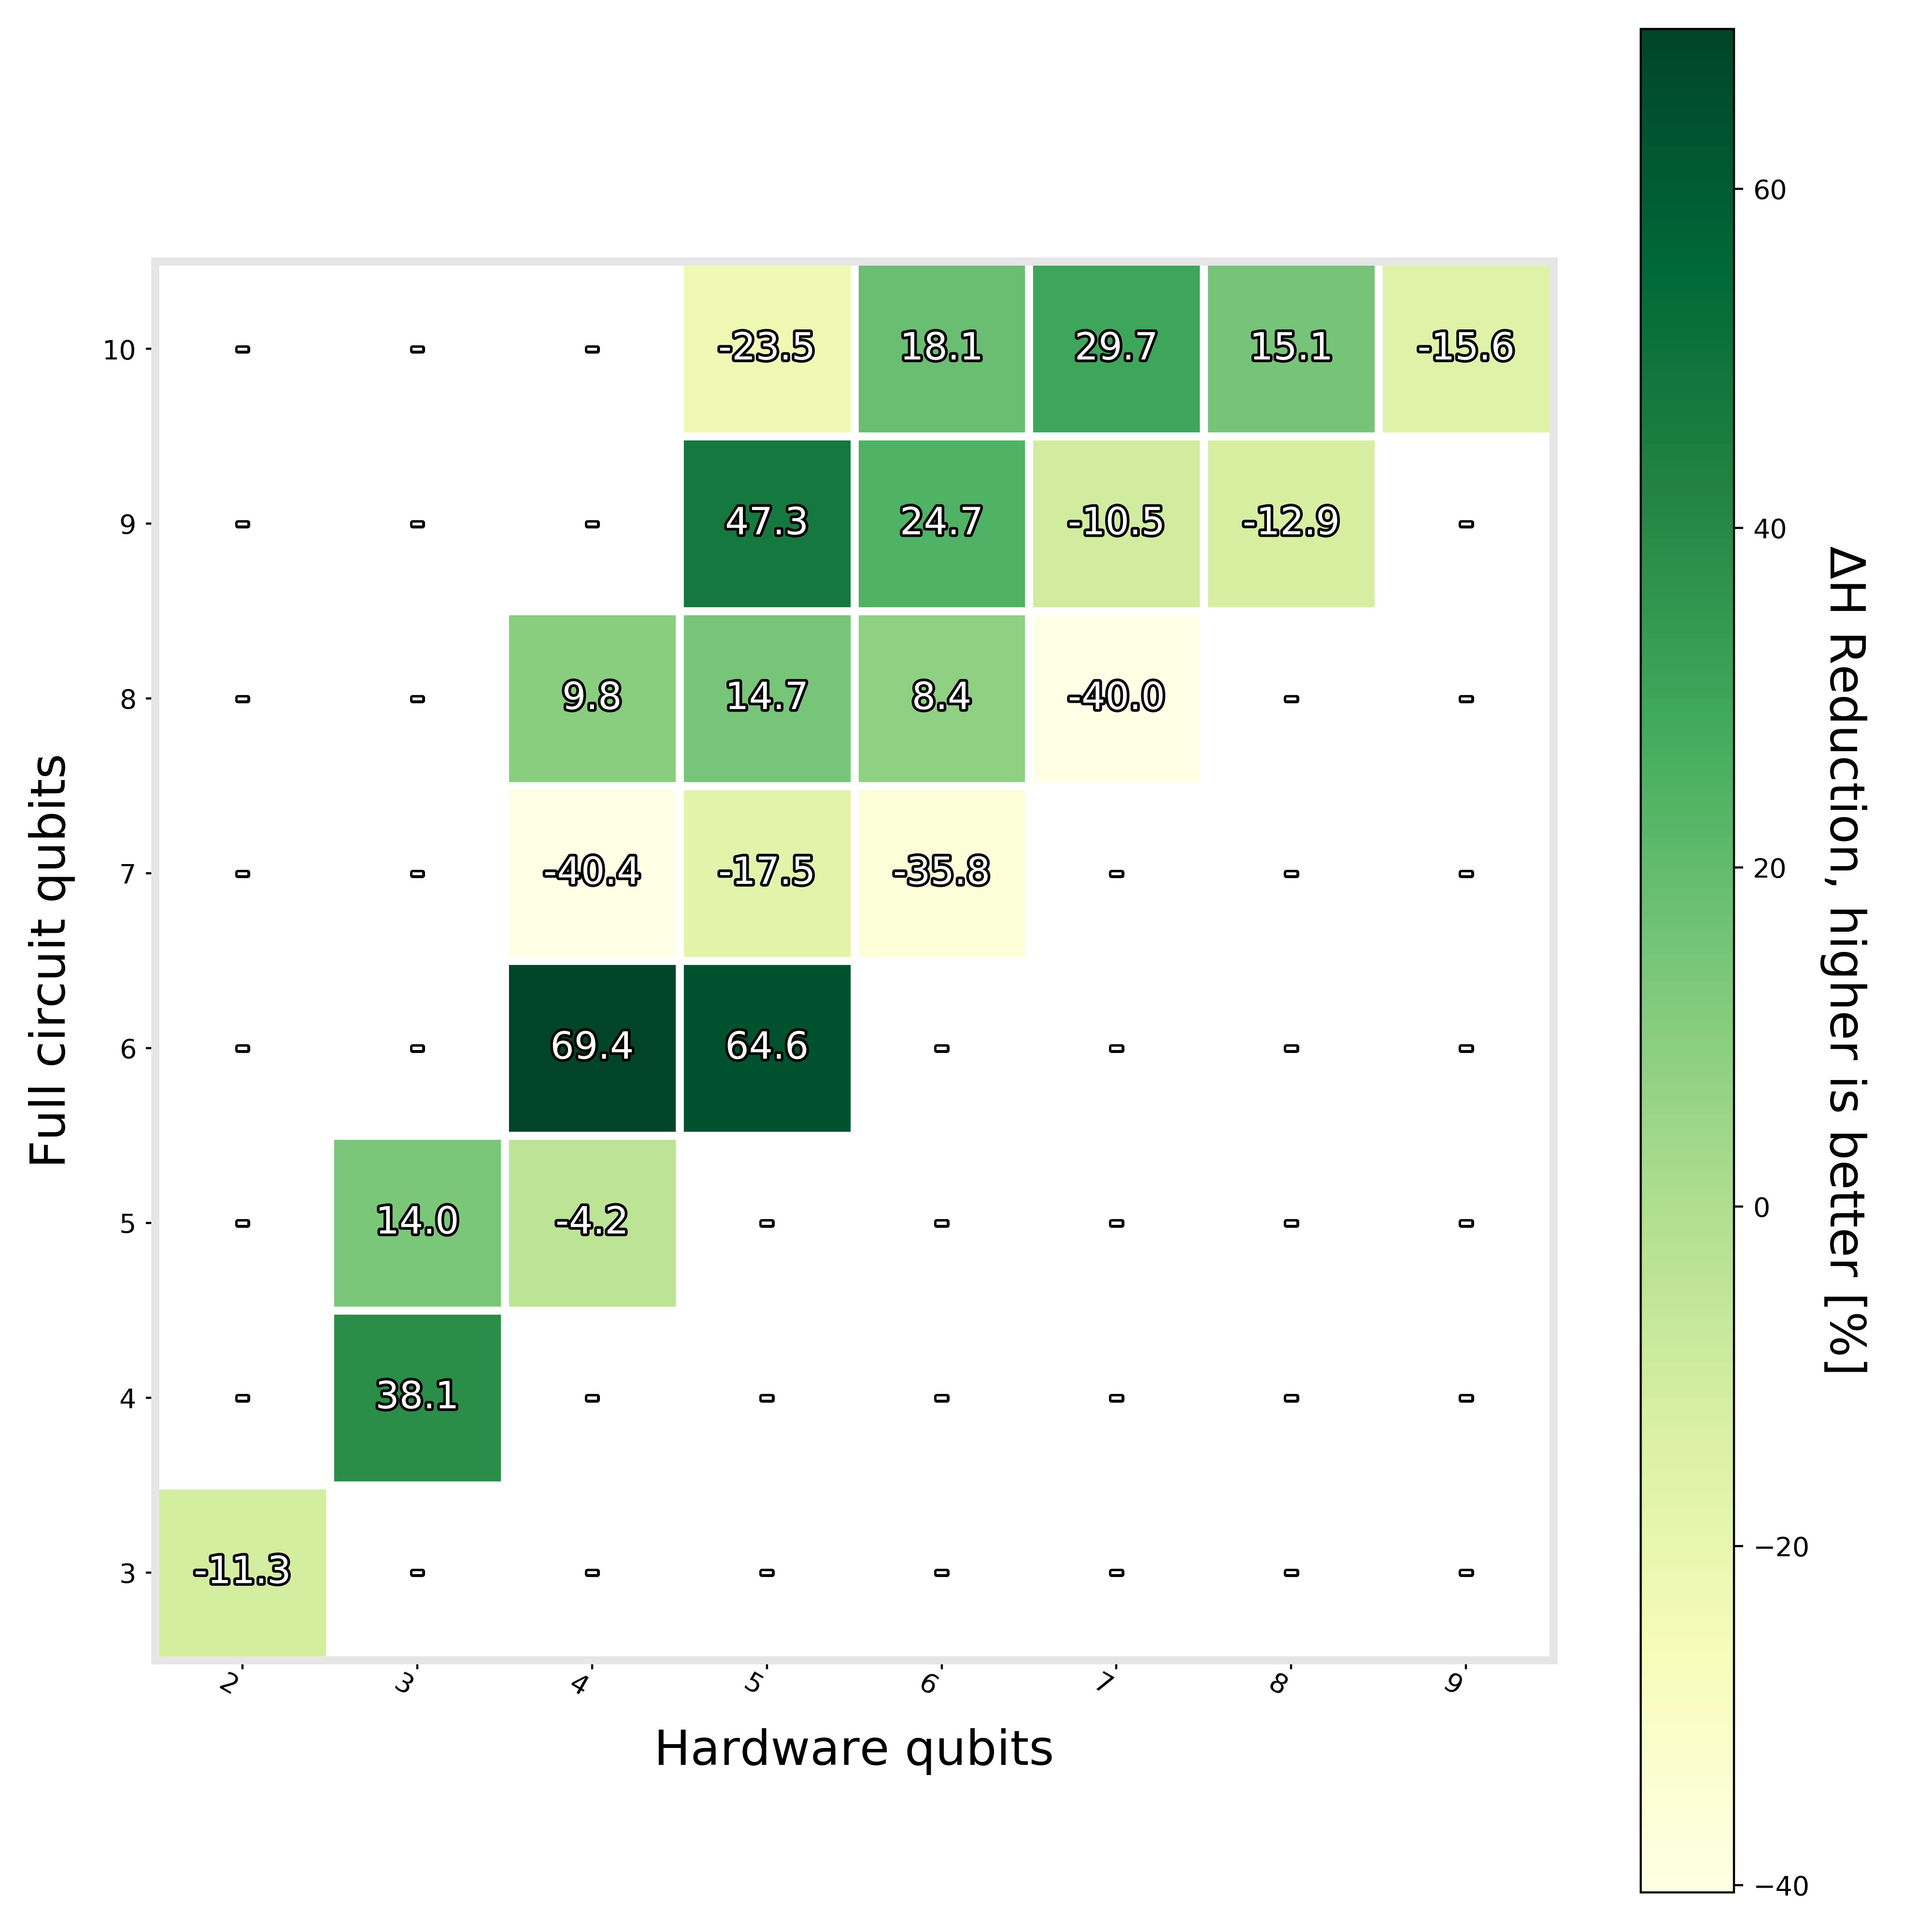 60
40
20
0
−20
−40
ΔH Reduction, higher is better [%]
Full circuit qubits
10 - - - -23.5 18.1 29.7 15.1 -15.6
9 - - - 47.3 24.7 -10.5 -12.9 -
8 - - 9.8 14.7 8.4 -40.0 - -
7 - - -40.4 -17.5 -35.8 - - -
6 - - 69.4 64.6 - - - -
5 - 14.0 -4.2 - - - - -
4 - 38.1 - - - - - -
3 -11.3 - - - - - - -
2 3 4 5 6 7 8 9
Hardware qubits